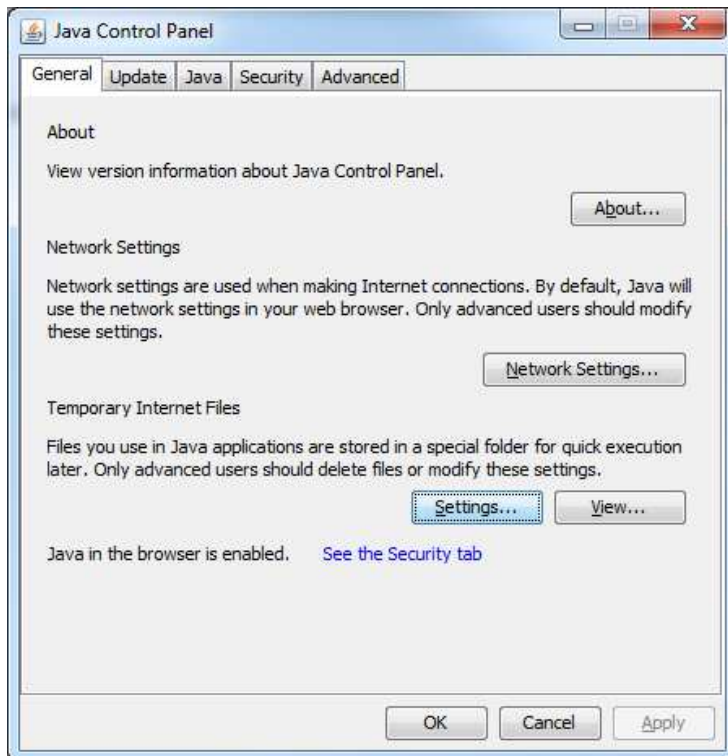 Java Control Panel
General Update Java Security Advanced
About
View version information about Java Control Panel.
About...
Network Settings
Network settings are used when making Internet connections. By default, Java will
use the network settings in your web browser. Only advanced users should modify
these settings.
Network Settings...
Temporary Internet Files
Files you use in Java applications are stored in a special folder for quick execution
later. Only advanced users should delete files or modify these settings.
Settings... View...
Java in the browser is enabled. See the Security tab
OK Cancel Apply